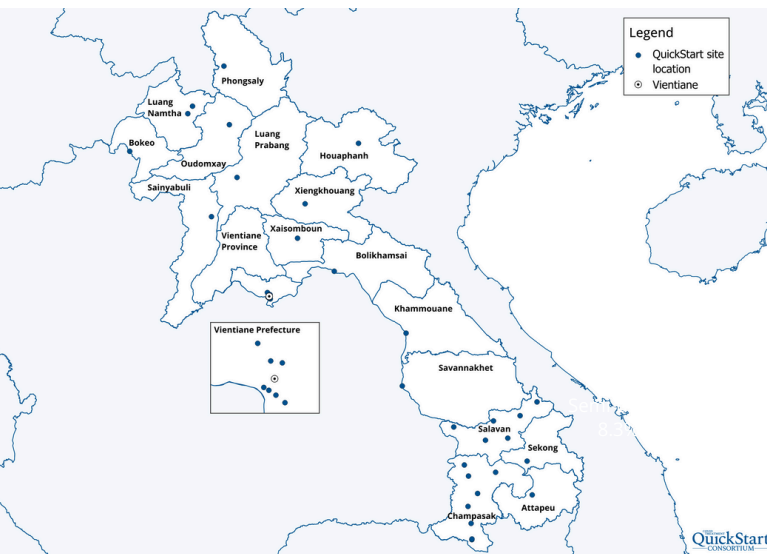 Legend
QuickStart site
location
Vientiane
Phongsaly
Luang
Namtha
Luang
Prabang
Bokeo
Oudomxay
Houaphanh
Sainyabuli
Xiengkhouang
Xaisomboun
Vientiane
Province
Bolikhamsai
Khammouane
Vientiane Prefecture
Savannakhet
Salavan
Sekong
Champasak
Attapeu
QuickStart
CONSORTIUM